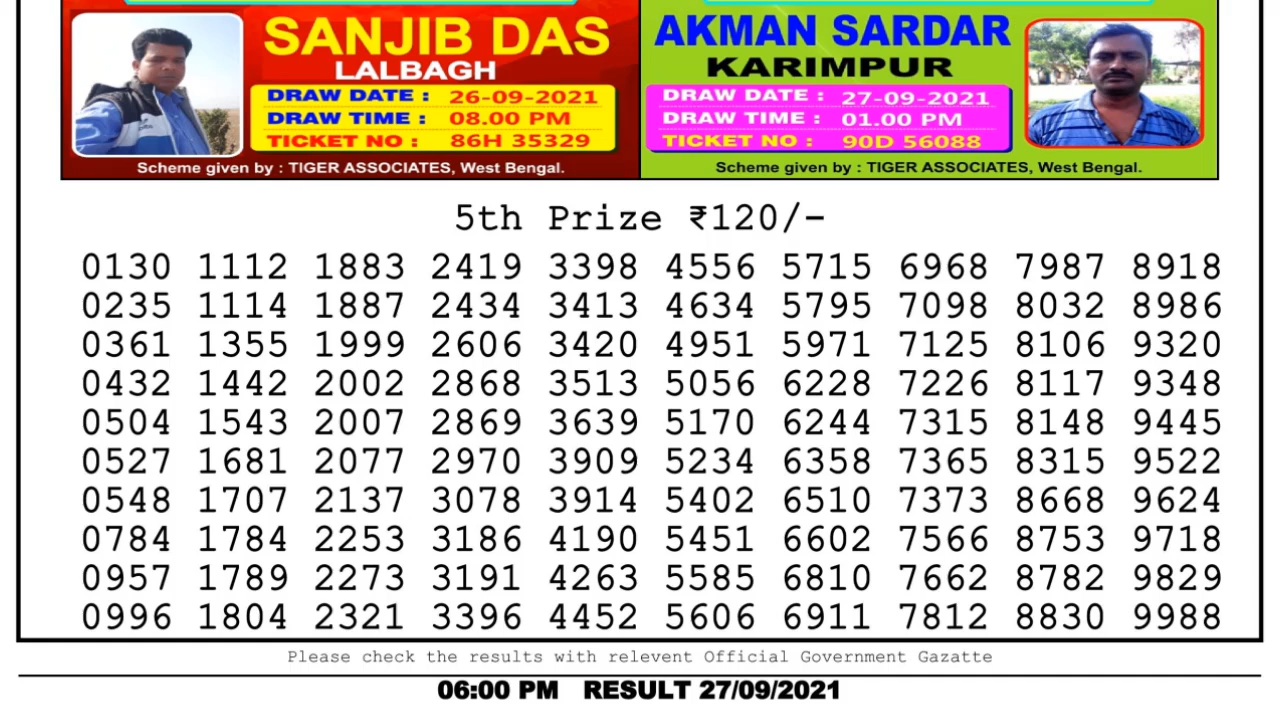 SANJIB DAS
LALBAGH
DRAW DATE : 26-09-2021
DRAW TIME : 08.00 PM
TICKET NO : 86H 35329
Scheme given by : TIGER ASSOCIATES, West Bengal.
AKMAN SARDAR
KARIMPUR
DRAW DATE : 27-09-2021
DRAW TIME : 01.00 PM
TICKET NO : 90D 56088
Scheme given by : TIGER ASSOCIATES, West Bengal.
5th Prize ₹120/-
0130 1112 1883 2419 3398 4556 5715 6968 7987 8918
0235 1114 1887 2434 3413 4634 5795 7098 8032 8986
0361 1355 1999 2606 3420 4951 5971 7125 8106 9320
0432 1442 2002 2868 3513 5056 6228 7226 8117 9348
0504 1543 2007 2869 3639 5170 6244 7315 8148 9445
0527 1681 2077 2970 3909 5234 6358 7365 8315 9522
0548 1707 2137 3078 3914 5402 6510 7373 8668 9624
0784 1784 2253 3186 4190 5451 6602 7566 8753 9718
0957 1789 2273 3191 4263 5585 6810 7662 8782 9829
0996 1804 2321 3396 4452 5606 6911 7812 8830 9988
Please check the results with relevent Official Government Gazatte
06:00 PM RESULT 27/09/2021